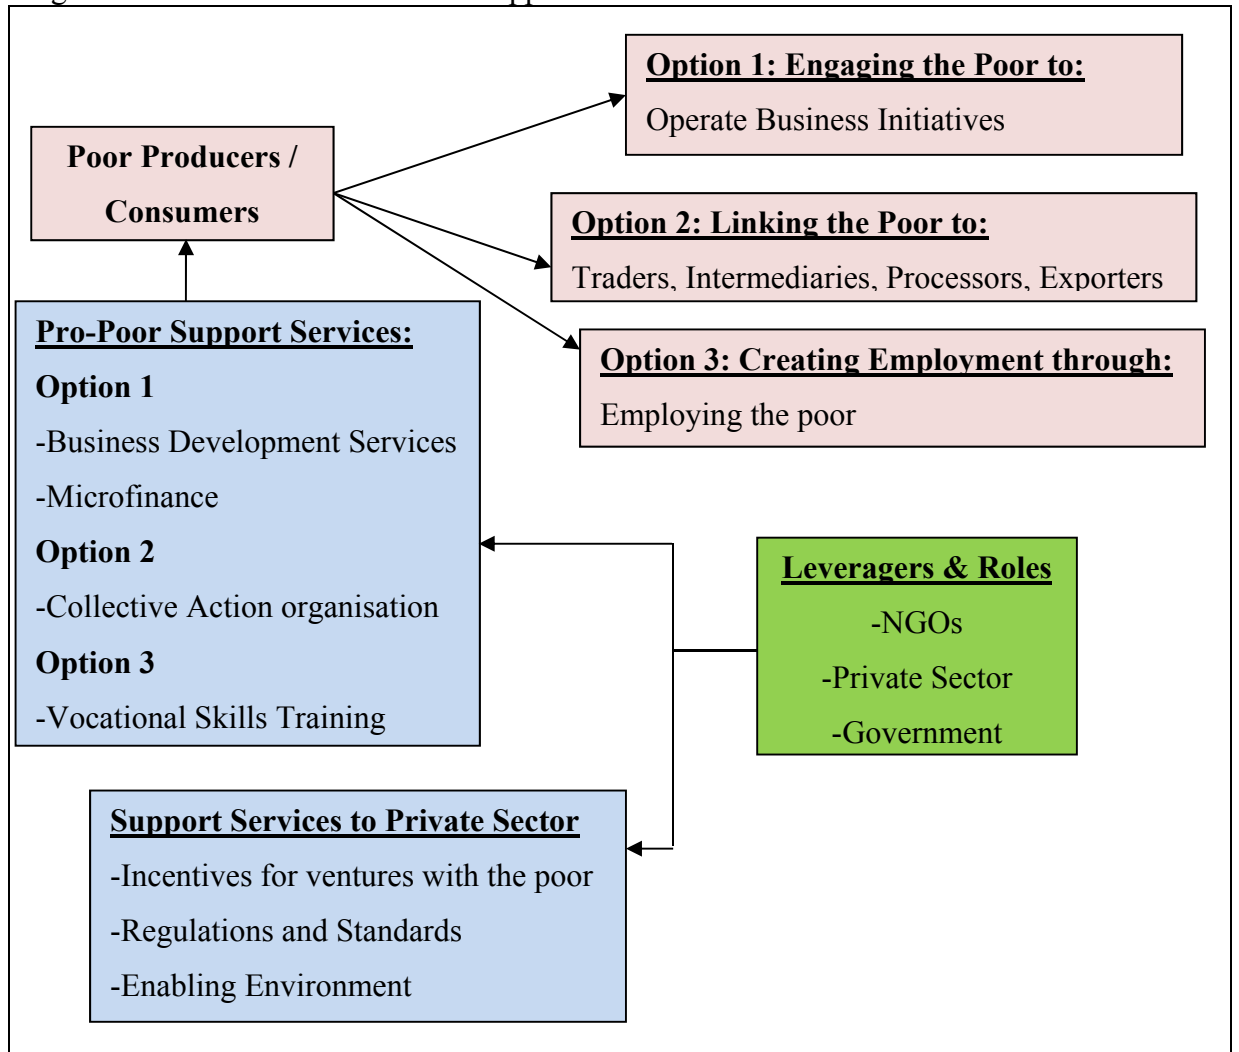 Option 1: Engaging the Poor to:
Operate Business Initiatives
Poor Producers /
Consumers
Option 2: Linking the Poor to:
Traders, Intermediaries, Processors, Exporters
Option 3: Creating Employment through:
Employing the poor
Pro-Poor Support Services:
Option 1
-Business Development Services
-Microfinance
Option 2
-Collective Action organisation
Option 3
-Vocational Skills Training
Leveragers & Roles
-NGOs
-Private Sector
-Government
Support Services to Private Sector
-Incentives for ventures with the poor
-Regulations and Standards
-Enabling Environment